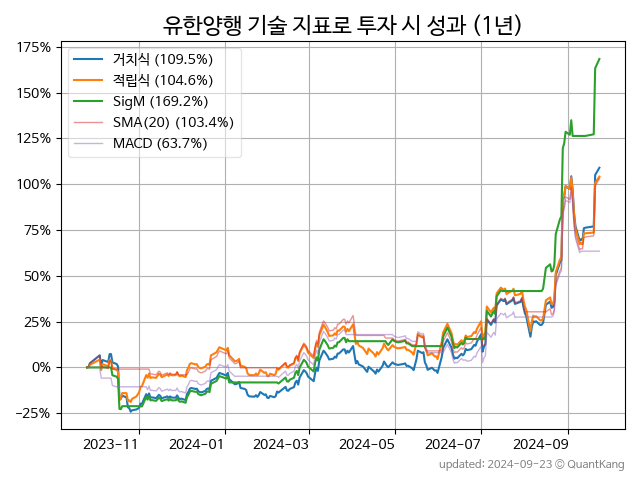 유한양행 기술 지표로 투자 시 성과 (1년)
175%
150%
125%
100%
75%
50%
25%
0%
−25%
거치식 (109.5%)
적립식 (104.6%)
SigM (169.2%)
SMA(20) (103.4%)
MACD (63.7%)
2023-11
2024-01
2024-03
2024-05
2024-07
2024-09
updated: 2024-09-23 © QuantKang